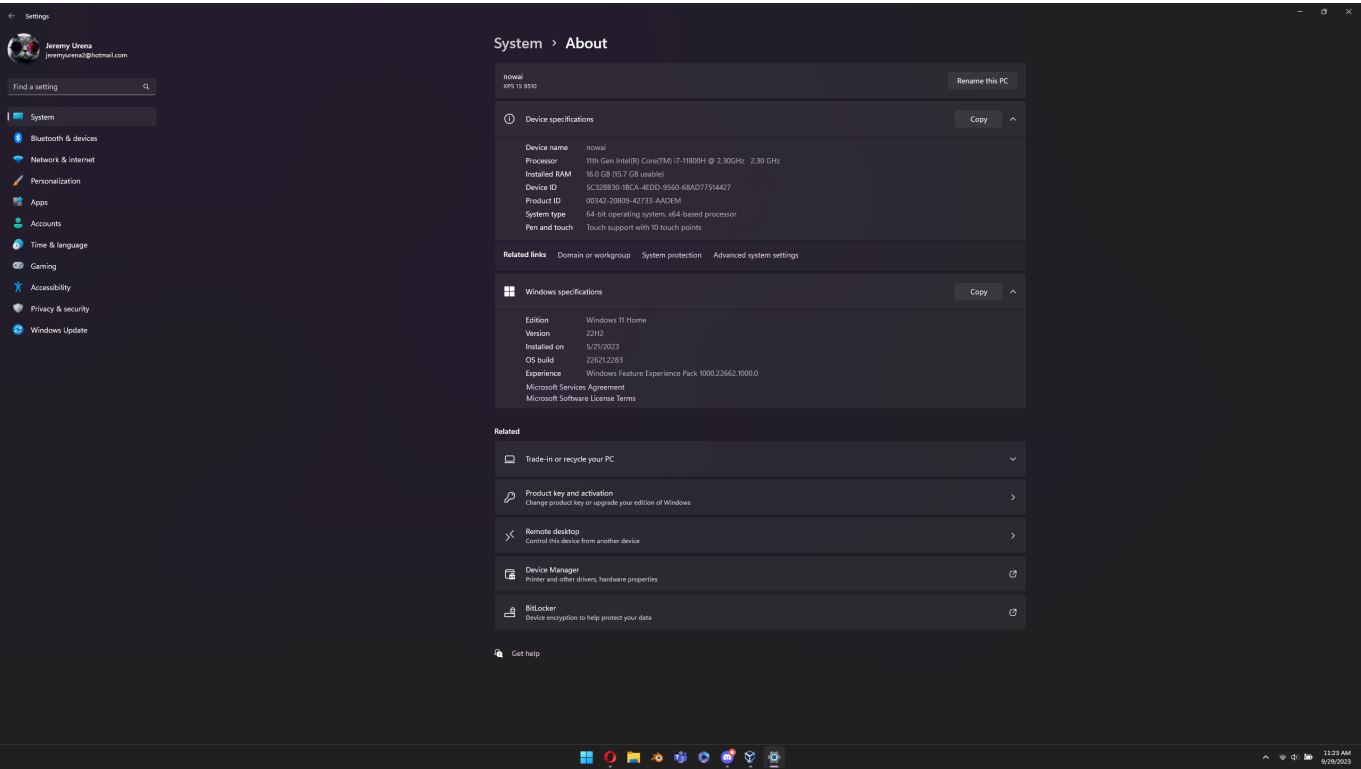 Settings
Jeremy Urena
jeremyurena2@hotmail.com
Find a setting
System
Bluetooth & devices
Network & internet
Personalization
Apps
Accounts
Time & language
Gaming
Accessibility
Privacy & security
Windows Update
System > About
nowai
XPS 15 9510
Rename this PC
Device specifications
Copy
Device name nowai
Processor 11th Gen Intel(R) Core(TM) i7-11800H @ 2.30GHz 2.30 GHz
Installed RAM 16.0 GB (15.7 GB usable)
Device ID 5C328B30-1BCA-4EDD-9560-68AD77514427
Product ID 00342-20809-42733-AAOEM
System type 64-bit operating system, x64-based processor
Pen and touch Touch support with 10 touch points
Related links Domain or workgroup System protection Advanced system settings
Windows specifications
Copy
Edition Windows 11 Home
Version 22H2
Installed on 5/21/2023
OS build 22621.2283
Experience Windows Feature Experience Pack 1000.22662.1000.0
Microsoft Services Agreement
Microsoft Software License Terms
Related
Trade-in or recycle your PC
Product key and activation
Change product key or upgrade your edition of Windows
Remote desktop
Control this device from another device
Device Manager
Printer and other drivers, hardware properties
BitLocker
Device encryption to help protect your data
Get help
11:23 AM
9/29/2023